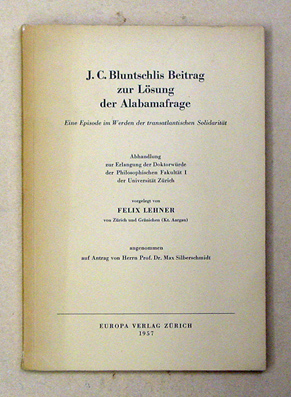 J. C. Bluntschlis Beitrag
zur Lösung
der Alabamafrage
Eine Episode im Werden der transatlantischen Solidarität
Abhandlung
zur Erlangung der Doktorwürde
der Philosophischen Fakultät I
der Universität Zürich
vorgelegt von
FELIX LEHNER
von Zürich und Gränichen (Kt. Aargau)
angenommen
auf Antrag von Herrn Prof. Dr. Max Silberschmidt
EUROPA VERLAG ZÜRICH
1957